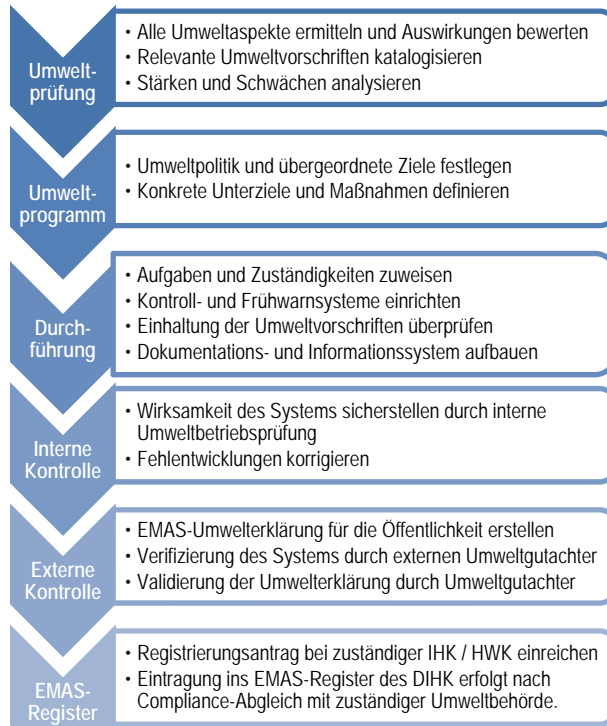 Umwelt-
prüfung
• Alle Umweltaspekte ermitteln und Auswirkungen bewerten
• Relevante Umweltvorschriften katalogisieren
• Stärken und Schwächen analysieren
Umwelt-
programm
• Umweltpolitik und übergeordnete Ziele festlegen
• Konkrete Unterziele und Maßnahmen definieren
Durch-
führung
• Aufgaben und Zuständigkeiten zuweisen
• Kontroll- und Frühwarnsysteme einrichten
• Einhaltung der Umweltvorschriften überprüfen
• Dokumentations- und Informationssystem aufbauen
Interne
Kontrolle
• Wirksamkeit des Systems sicherstellen durch interne
Umweltbetriebsprüfung
• Fehlentwicklungen korrigieren
Externe
Kontrolle
• EMAS-Umwelterklärung für die Öffentlichkeit erstellen
• Verifizierung des Systems durch externen Umweltgutachter
• Validierung der Umwelterklärung durch Umweltgutachter
EMAS-
Register
• Registrierungsantrag bei zuständiger IHK / HWK einreichen
• Eintragung ins EMAS-Register des DIHK erfolgt nach
Compliance-Abgleich mit zuständiger Umweltbehörde.